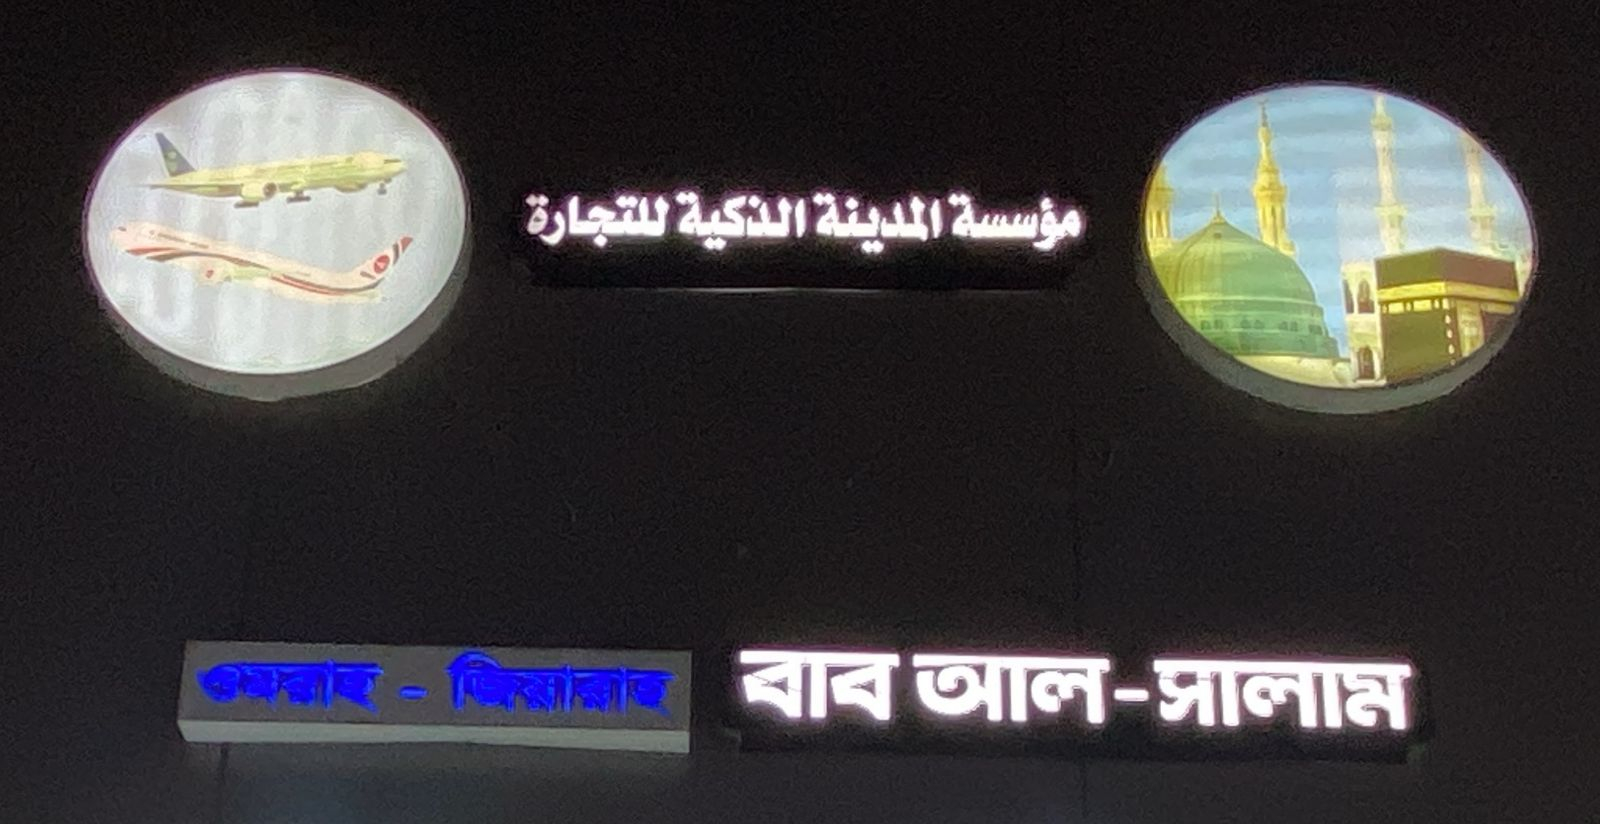 مؤسسة المدينة الذكية للتجارة
ওমরাহ - জিয়ারাহ
বাব আল-সালাম